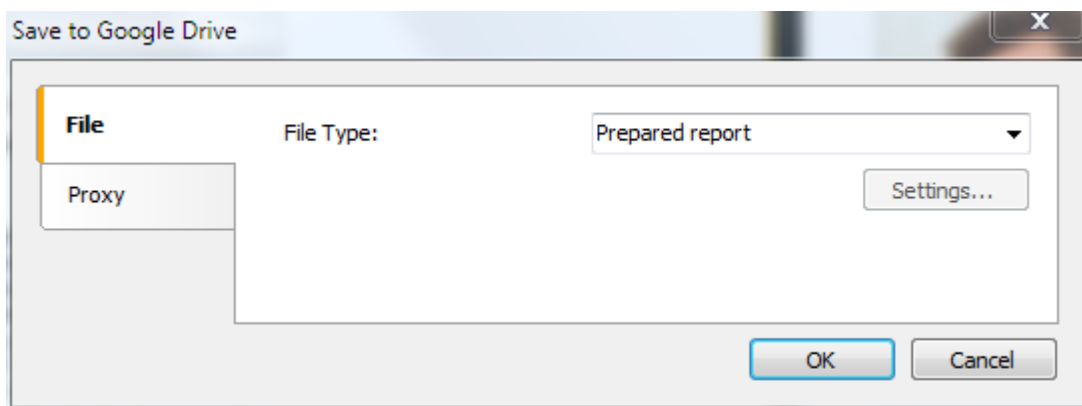 Save to Google Drive
X
File
File Type:
Prepared report
Proxy
Settings...
OK
Cancel